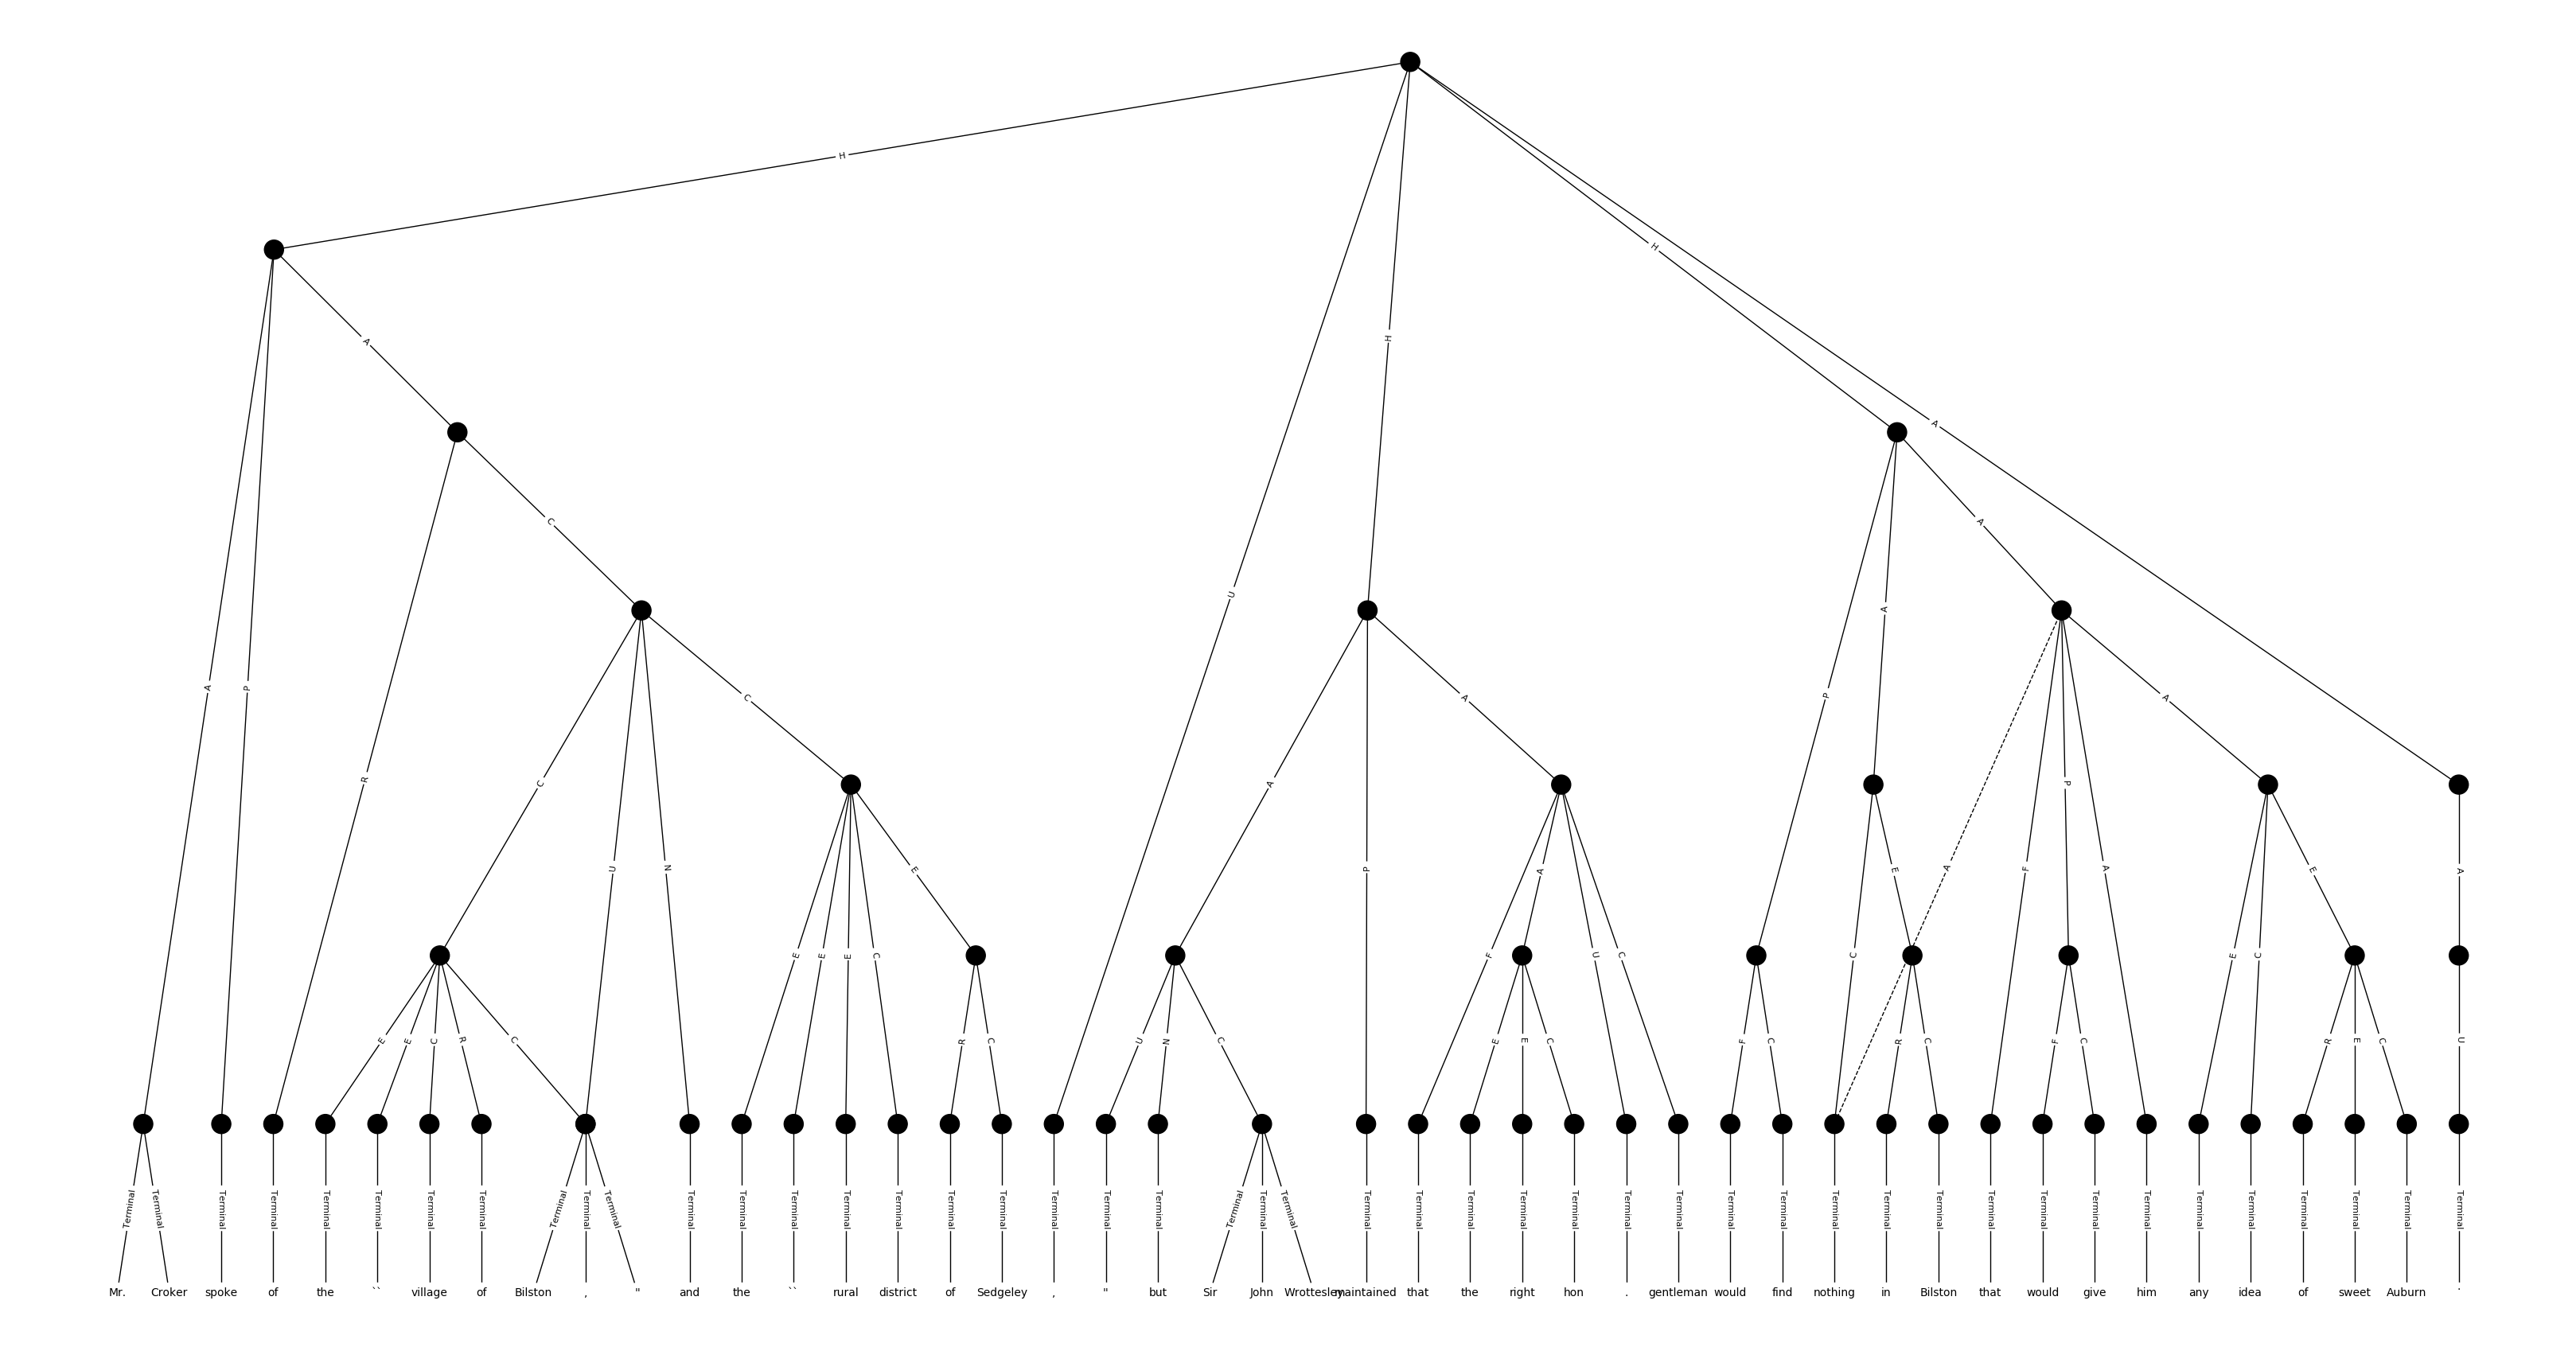 H
H
H
A
A
C
A
U
A
P
A
P
R
C
C
A
A
P
A
C
U
N
E
P
C
E
A
F
P
A
E
A
E
E
E
C
F
A
U
C
E
C
E
E
C
R
C
R
C
U
N
C
E
E
C
F
C
R
C
F
C
R
E
C
U
Terminal Terminal Terminal Terminal Terminal Terminal Terminal Terminal Terminal Terminal Terminal Terminal Terminal Terminal Terminal Terminal Terminal Terminal Terminal Terminal Terminal Terminal Terminal Terminal Terminal Terminal Terminal Terminal Terminal Terminal Terminal Terminal Terminal Terminal Terminal Terminal Terminal Terminal Terminal Terminal Terminal Terminal Terminal Terminal Terminal Terminal
Mr. Croker spoke of the `` village of Bilston , " and the `` rural district of Sedgeley , " but Sir John Wrottesley maintained that the right hon . gentleman would find nothing in Bilston that would give him any idea of sweet Auburn .